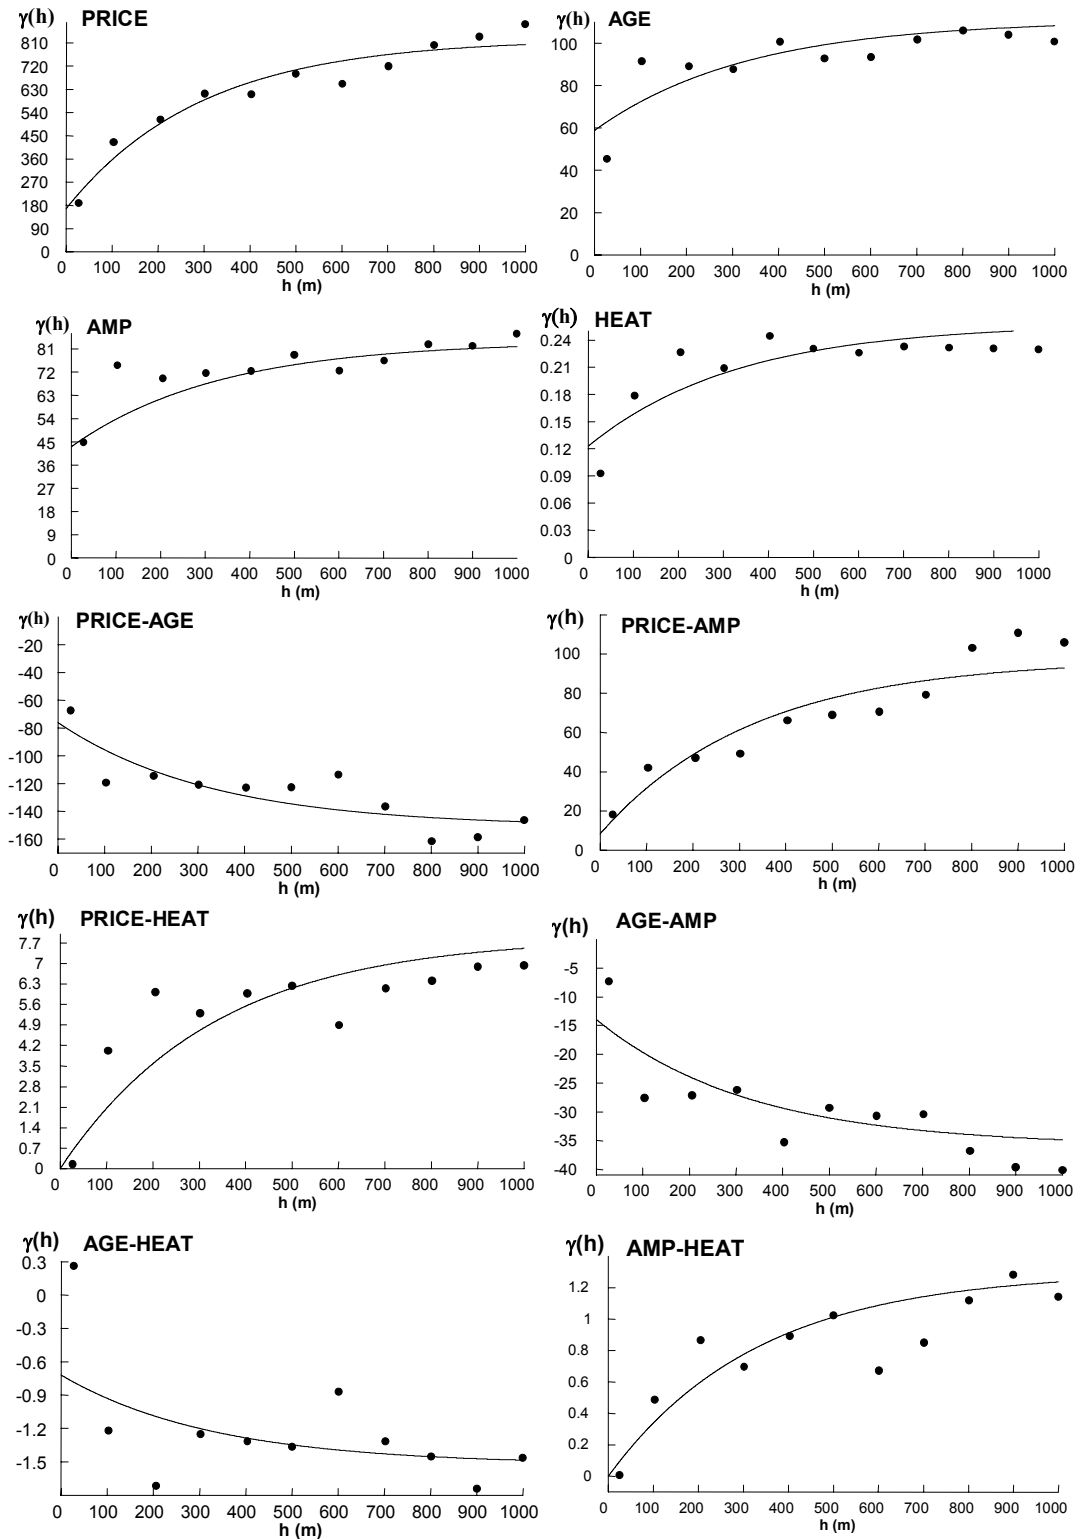 γ(h) PRICE
810
720
630
540
450
360
270
180
90
0
0 100 200 300 400 500 600 700 800 900 1000
h (m)
γ(h) AGE
100
80
60
40
20
0
0 100 200 300 400 500 600 700 800 900 1000
h (m)
γ(h) AMP
81
72
63
54
45
36
27
18
9
0
0 100 200 300 400 500 600 700 800 900 1000
h (m)
γ(h) HEAT
0.24
0.21
0.18
0.15
0.12
0.09
0.06
0.03
0
0 100 200 300 400 500 600 700 800 900 1000
h (m)
γ(h) PRICE-AGE
-20
-40
-60
-80
-100
-120
-140
-160
0 100 200 300 400 500 600 700 800 900 1000
h (m)
γ(h) PRICE-AMP
100
80
60
40
20
0
0 100 200 300 400 500 600 700 800 900 1000
h (m)
γ(h) PRICE-HEAT
7.7
7
6.3
5.6
4.9
4.2
3.5
2.8
2.1
1.4
0.7
0
0 100 200 300 400 500 600 700 800 900 1000
h (m)
γ(h) AGE-AMP
-5
-10
-15
-20
-25
-30
-35
-40
0 100 200 300 400 500 600 700 800 900 1000
h (m)
γ(h) AGE-HEAT
0.3
0
-0.3
-0.6
-0.9
-1.2
-1.5
0 100 200 300 400 500 600 700 800 900 1000
h (m)
γ(h) AMP-HEAT
1.2
1
0.8
0.6
0.4
0.2
0
0 100 200 300 400 500 600 700 800 900 1000
h (m)